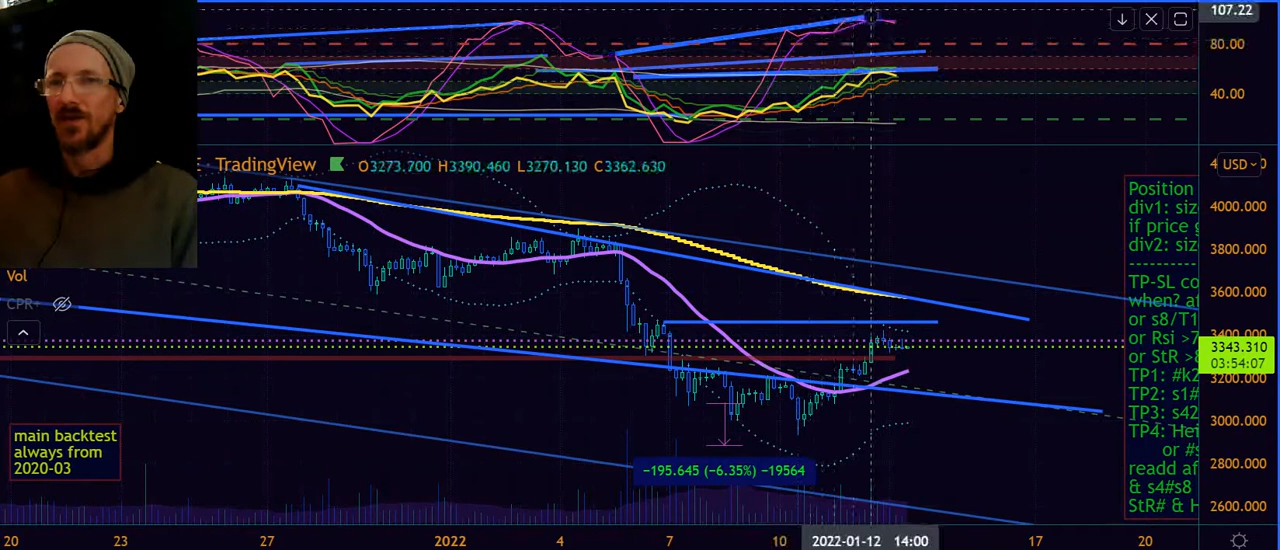 107.22
80.00
40.00
TradingView O3273.700 H3390.460 L3270.130 C3362.630
USD
4000.000
3800.000
3600.000
3400.000
3343.310
03:54:07
3200.000
3000.000
2800.000
2600.000
Vol
CPR+
Position
div1:
if price
div2:
------------
TP-SL
when?
or s8/T1
or Rsi >7
or StR
TP1: #k2
TP2: s1#
TP3: s42
TP4:
or
readd
& s4#s8
StR# &
main backtest
always from
2020-03
−195.645 (−6.35%) −19564
20 23 27 2022 4 7 10 2022-01-12 14:00 17 20